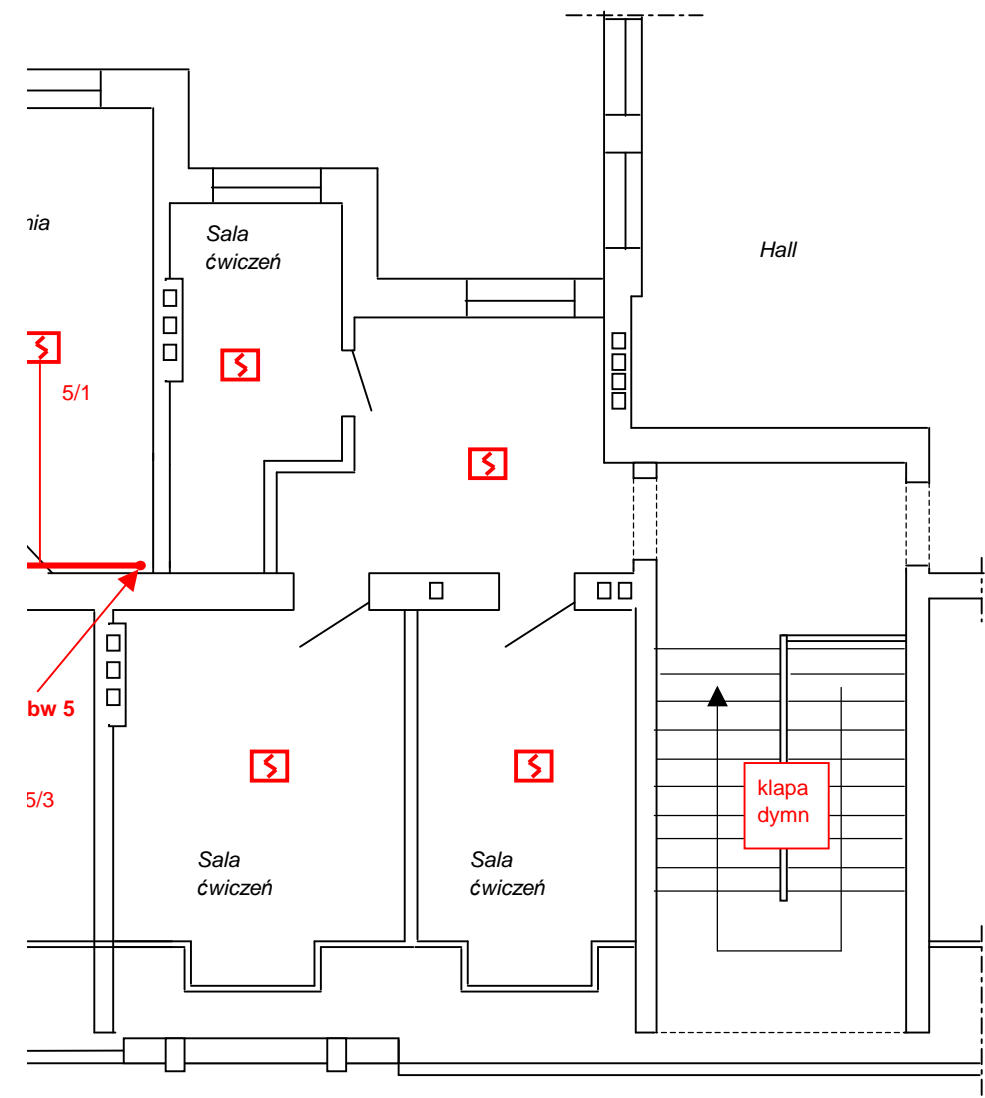 nia
Sala
ćwiczeń
Hall
5/1
bw 5
5/3
klapa
dymn
Sala
ćwiczeń
Sala
ćwiczeń